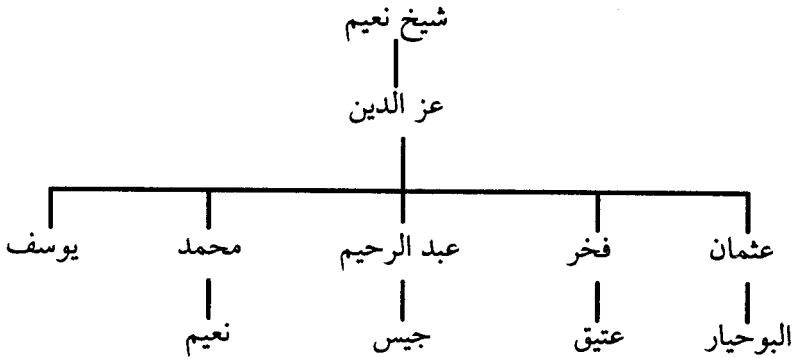 شيخ نعيم
عز الدين
عثمان فخر عبد الرحيم محمد يوسف
البوحيار عتيق جيس نعيم